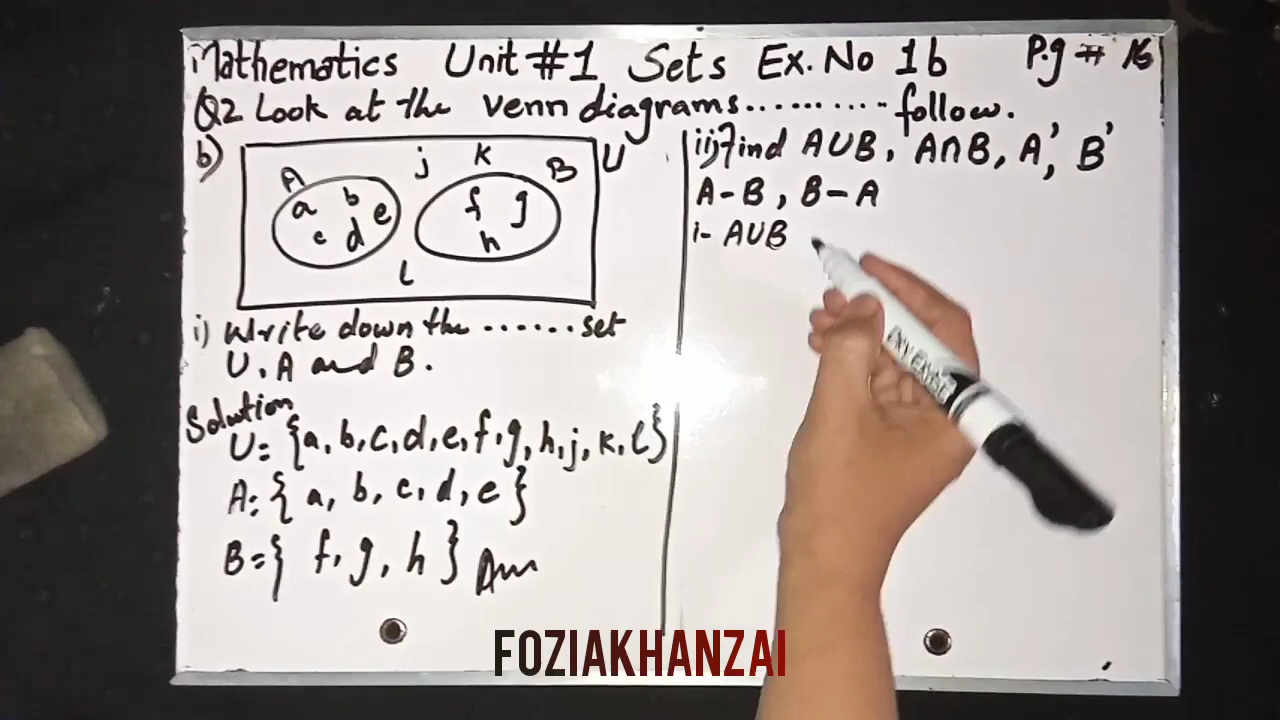 Mathematics Unit #1 Sets Ex. No 1b P.g # 16
Q2 Look at the venn diagrams.......... follow.
b)
U
A
B
j
k
a
b
c
d
e
f
g
h
l
i) Write down the ...... set
U, A and B.
Solution
U= {a, b, c, d, e, f, g, h, j, k, l}
A= { a, b, c, d, e }
B= { f, g, h } Ans
ii) Find A∪B, A∩B, A', B'
A-B, B-A
i- A∪B
FOZIAKHANZAI